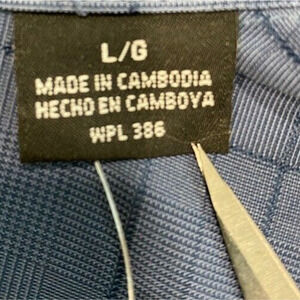 L/G
MADE IN CAMBODIA
HECHO EN CAMBOYA
WPL 386